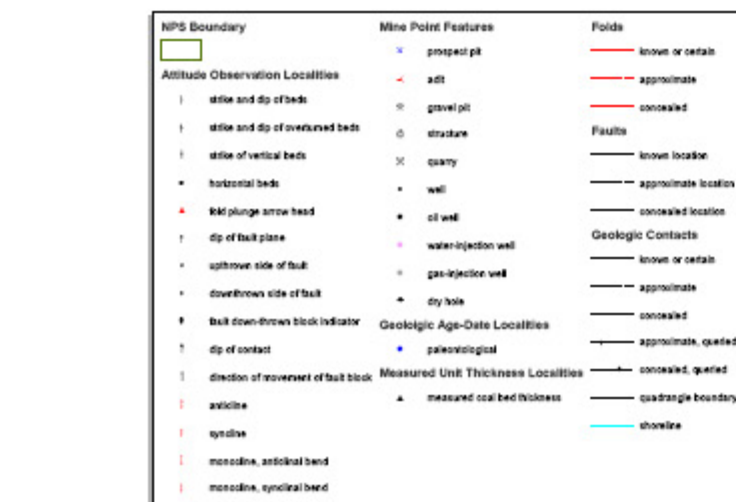 NPS Boundary
Attitude Observation Localities
strike and dip of beds
strike and dip of overturned beds
strike of vertical beds
horizontal beds
fold plunge arrow head
dip of fault plane
upthrown side of fault
downthrown side of fault
fault down-thrown block indicator
dip of contact
direction of movement of fault block
anticline
syncline
monocline, anticlinal bend
monocline, synclinal bend
Mine Point Features
prospect pit
adit
gravel pit
structure
quarry
well
oil well
water-injection well
gas-injection well
dry hole
Geololgic Age-Date Localities
paleontological
Measured Unit Thickness Localities
measured coal bed thickness
Folds
known or certain
approximate
concealed
Faults
known location
approximate location
concealed location
Geologic Contacts
known or certain
approximate
concealed
approximate, queried
concealed, queried
quadrangle boundary
shoreline